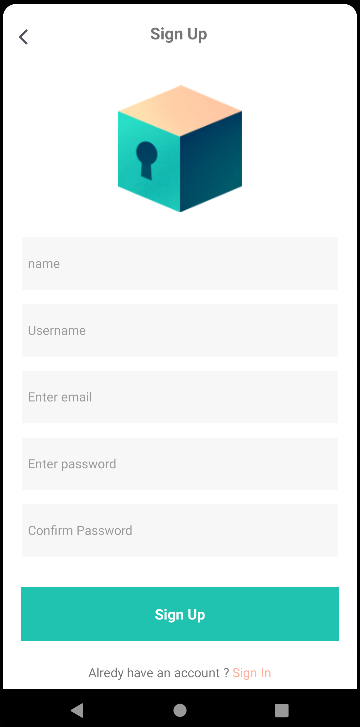 Sign Up
name
Username
Enter email
Enter password
Confirm Password
Sign Up
Alredy have an account ? Sign In